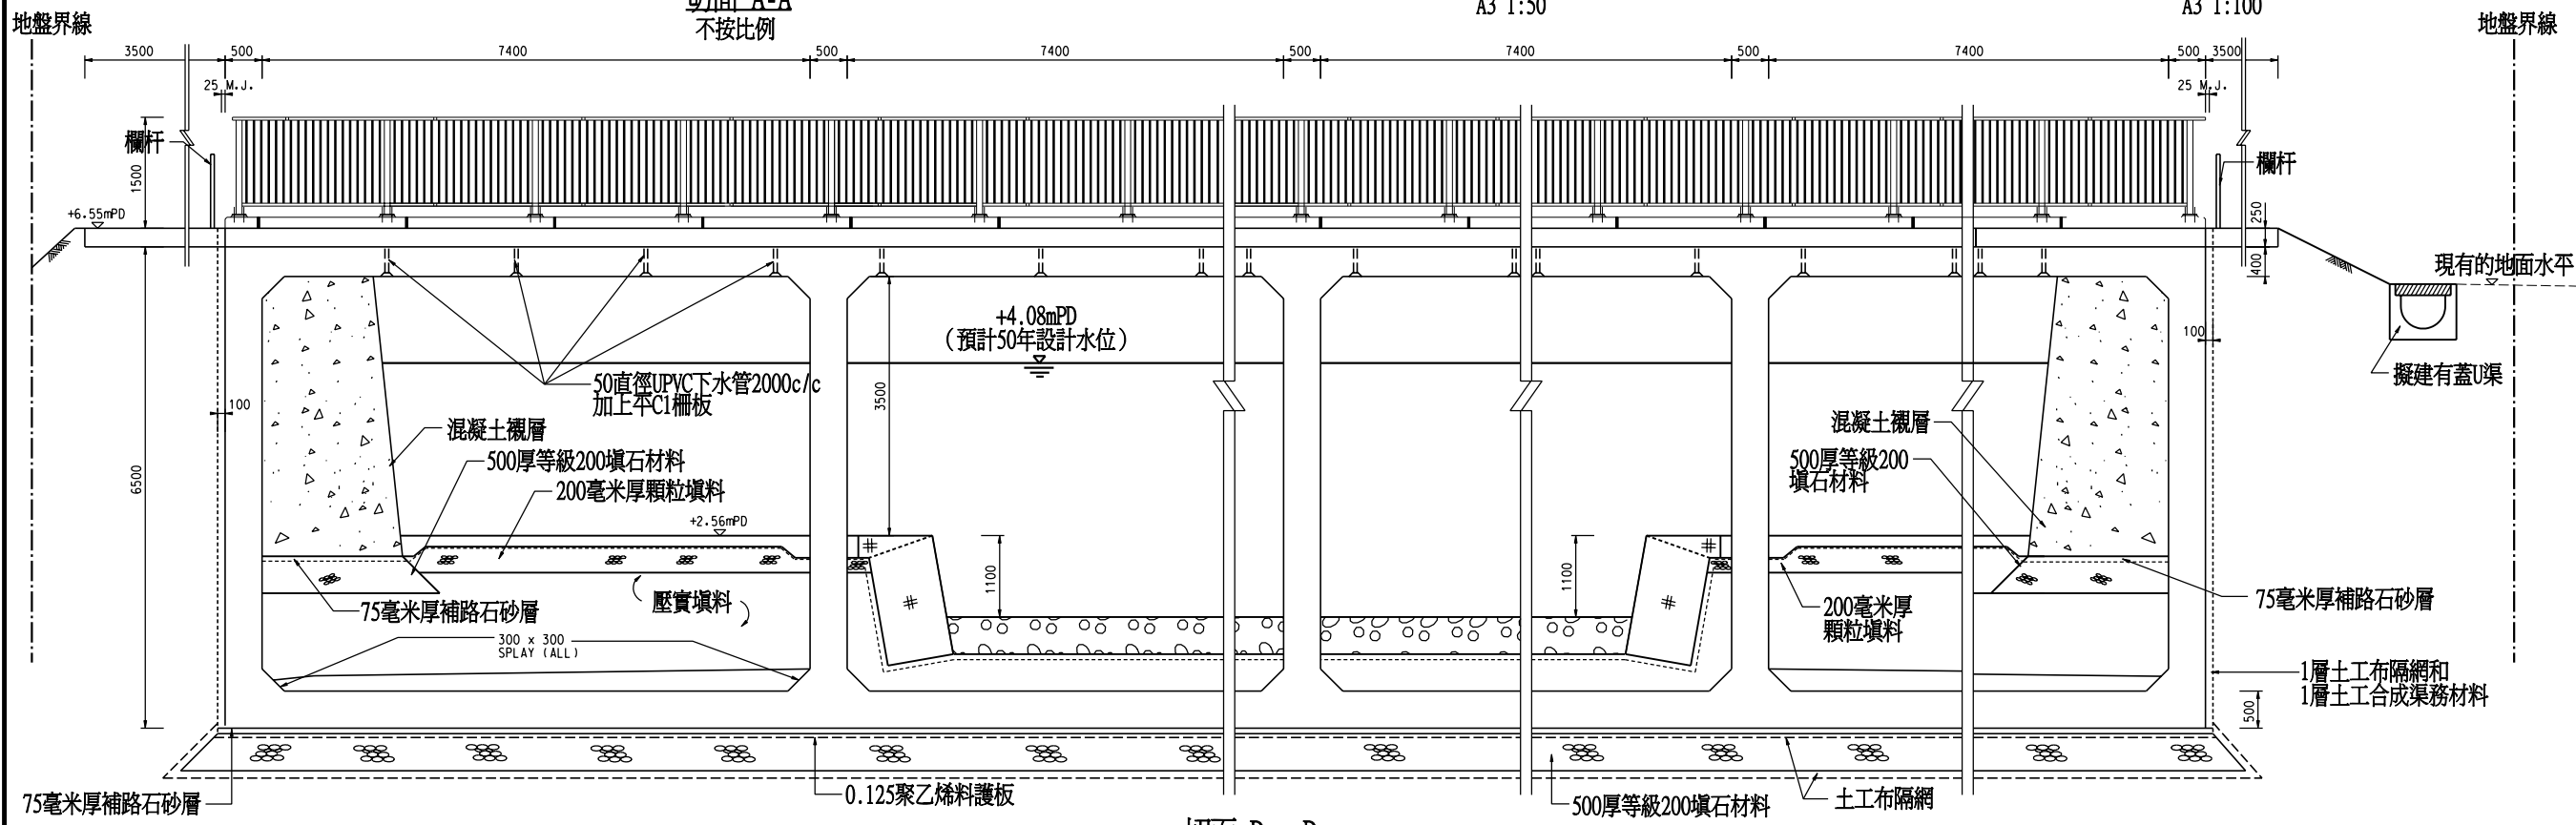 切面 A-A
不按比例
A3 1:50
A3 1:100
地盤界線
地盤界線
3500
500
7400
500
7400
500
7400
500
7400
500
3500
25 M.J.
25 M.J.
欄杆
欄杆
1500
+6.55mPD
250
400
現有的地面水平
+4.08mPD
(預計50年設計水位)
100
擬建有蓋U渠
50直徑UPVC下水管2000c/c
加上平C1柵板
3500
100
混凝土襯層
混凝土襯層
500厚等級200填石材料
500厚等級200
填石材料
6500
200毫米厚顆粒填料
+2.56mPD
1100
1100
壓實填料
75毫米厚補路石砂層
200毫米厚
顆粒填料
75毫米厚補路石砂層
300 x 300
SPLAY (ALL)
1層土工布隔網和
1層土工合成渠務材料
500
75毫米厚補路石砂層
0.125聚乙烯料護板
500厚等級200填石材料
土工布隔網